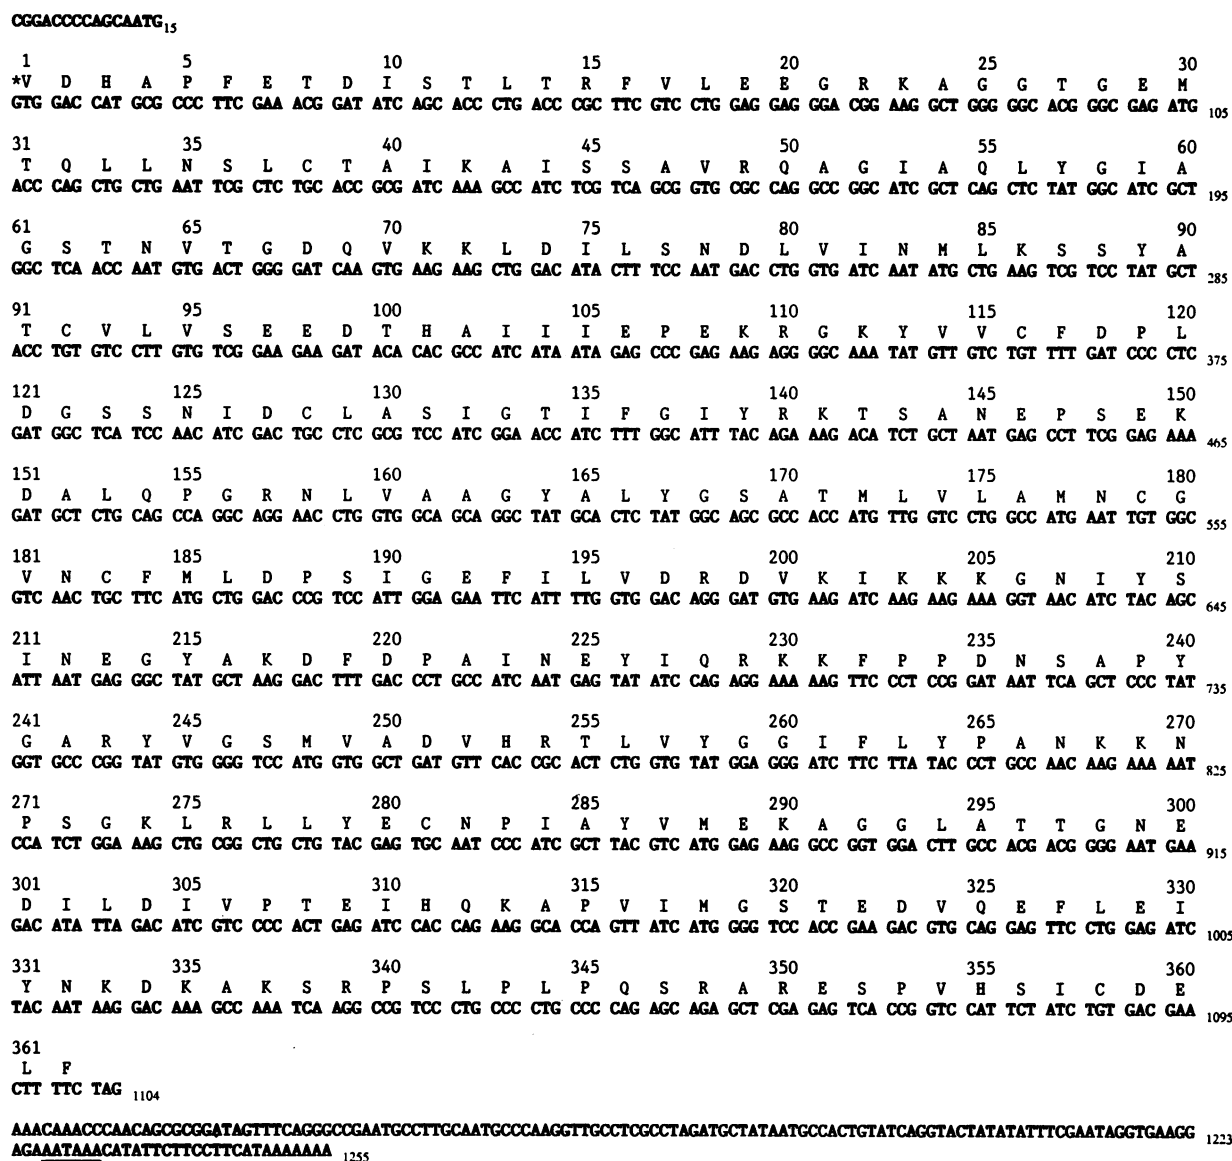 CGGACCCCAGCAATG 15
1 5 10 15 20 25 30
*V D H A P F E T D I S T L T R F V L E E G R K A G G T G E M
GTG GAC CAT GCG CCC TTC GAA ACG GAT ATC AGC ACC CTG ACC CGC TTC GTC CTG GAG GAG GGA CGG AAG GCT GGG GGC ACG GGC GAG ATG 105
31 35 40 45 50 55 60
T Q L L N S L C T A I K A I S S A V R Q A G I A Q L Y G I A
ACC CAG CTG CTG AAT TCG CTC TGC ACC GCG ATC AAA GCC ATC TCG TCA GCG GTG CGC CAG GCC GGC ATC GCT CAG CTC TAT GGC ATC GCT 195
61 65 70 75 80 85 90
G S T N V T G D Q V K K L D I L S N D L V I N M L K S S Y A
GGC TCA ACC AAT GTG ACT GGG GAT CAA GTG AAG AAG CTG GAC ATA CTT TCC AAT GAC CTG GTG ATC AAT ATG CTG AAG TCG TCC TAT GCT 285
91 95 100 105 110 115 120
T C V L V S E E D T H A I I I E P E K R G K Y V V C F D P L
ACC TGT GTC CTT GTG TCG GAA GAA GAT ACA CAC GCC ATC ATA ATA GAG CCC GAG AAG AGG GGC AAA TAT GTT GTC TGT TTT GAT CCC CTC 375
121 125 130 135 140 145 150
D G S S N I D C L A S I G T I F G I Y R K T S A N E P S E K
GAT GGC TCA TCC AAC ATC GAC TGC CTC GCG TCC ATC GGA ACC ATC TTT GGC ATT TAC AGA AAG ACA TCT GCT AAT GAG CCT TCG GAG AAA 465
151 155 160 165 170 175 180
D A L Q P G R N L V A A G Y A L Y G S A T M L V L A M N C G
GAT GCT CTG CAG CCA GGC AGG AAC CTG GTG GCA GCA GGC TAT GCA CTC TAT GGC AGC GCC ACC ATG TTG GTC CTG GCC ATG AAT TGT GGC 555
181 185 190 195 200 205 210
V N C F M L D P S I G E F I L V D R D V K I K K K G N I Y S
GTC AAC TGC TTC ATG CTG GAC CCG TCC ATT GGA GAA TTC ATT TTG GTG GAC AGG GAT GTG AAG ATC AAG AAG AAA GGT AAC ATC TAC AGC 645
211 215 220 225 230 235 240
I N E G Y A K D F D P A I N E Y I Q R K K F P P D N S A P Y
ATT AAT GAG GGC TAT GCT AAG GAC TTT GAC CCT GCC ATC AAT GAG TAT ATC CAG AGG AAA AAG TTC CCT CCG GAT AAT TCA GCT CCC TAT 735
241 245 250 255 260 265 270
G A R Y V G S M V A D V H R T L V Y G G I F L Y P A N K K N
GGT GCC CGG TAT GTG GGG TCC ATG GTG GCT GAT GTT CAC CGC ACT CTG GTG TAT GGA GGG ATC TTC TTA TAC CCT GCC AAC AAG AAA AAT 825
271 275 280 285 290 295 300
P S G K L R L L Y E C N P I A Y V M E K A G G L A T T G N E
CCA TCT GGA AAG CTG CGG CTG CTG TAC GAG TGC AAT CCC ATC GCT TAC GTC ATG GAG AAG GCC GGT GGA CTT GCC ACG ACG GGG AAT GAA 915
301 305 310 315 320 325 330
D I L D I V P T E I H Q K A P V I M G S T E D V Q E F L E I
GAC ATA TTA GAC ATC GTC CCC ACT GAG ATC CAC CAG AAG GCA CCA GTT ATC ATG GGG TCC ACC GAA GAC GTG CAG GAG TTC CTG GAG ATC 1005
331 335 340 345 350 355 360
Y N K D K A K S R P S L P L P Q S R A R E S P V H S I C D E
TAC AAT AAG GAC AAA GCC AAA TCA AGG CCG TCC CTG CCC CTG CCC CAG AGC AGA GCT CGA GAG TCA CCG GTC CAT TCT ATC TGT GAC GAA 1095
361
L F
CTT TTC TAG 1104
AAACAAACCCAACAGCGCGGATAGTTTCAGGGCCGAATGCCTTGCAATGCCCAAGGTTGCCTCGCCTAGATGCTATAATGCCACTGTATCAGGTACTATATATTTCGAATAGGTGAAGG 1223
AGAAATAAACATATTCTTCCTTCATAAAAAAA 1255